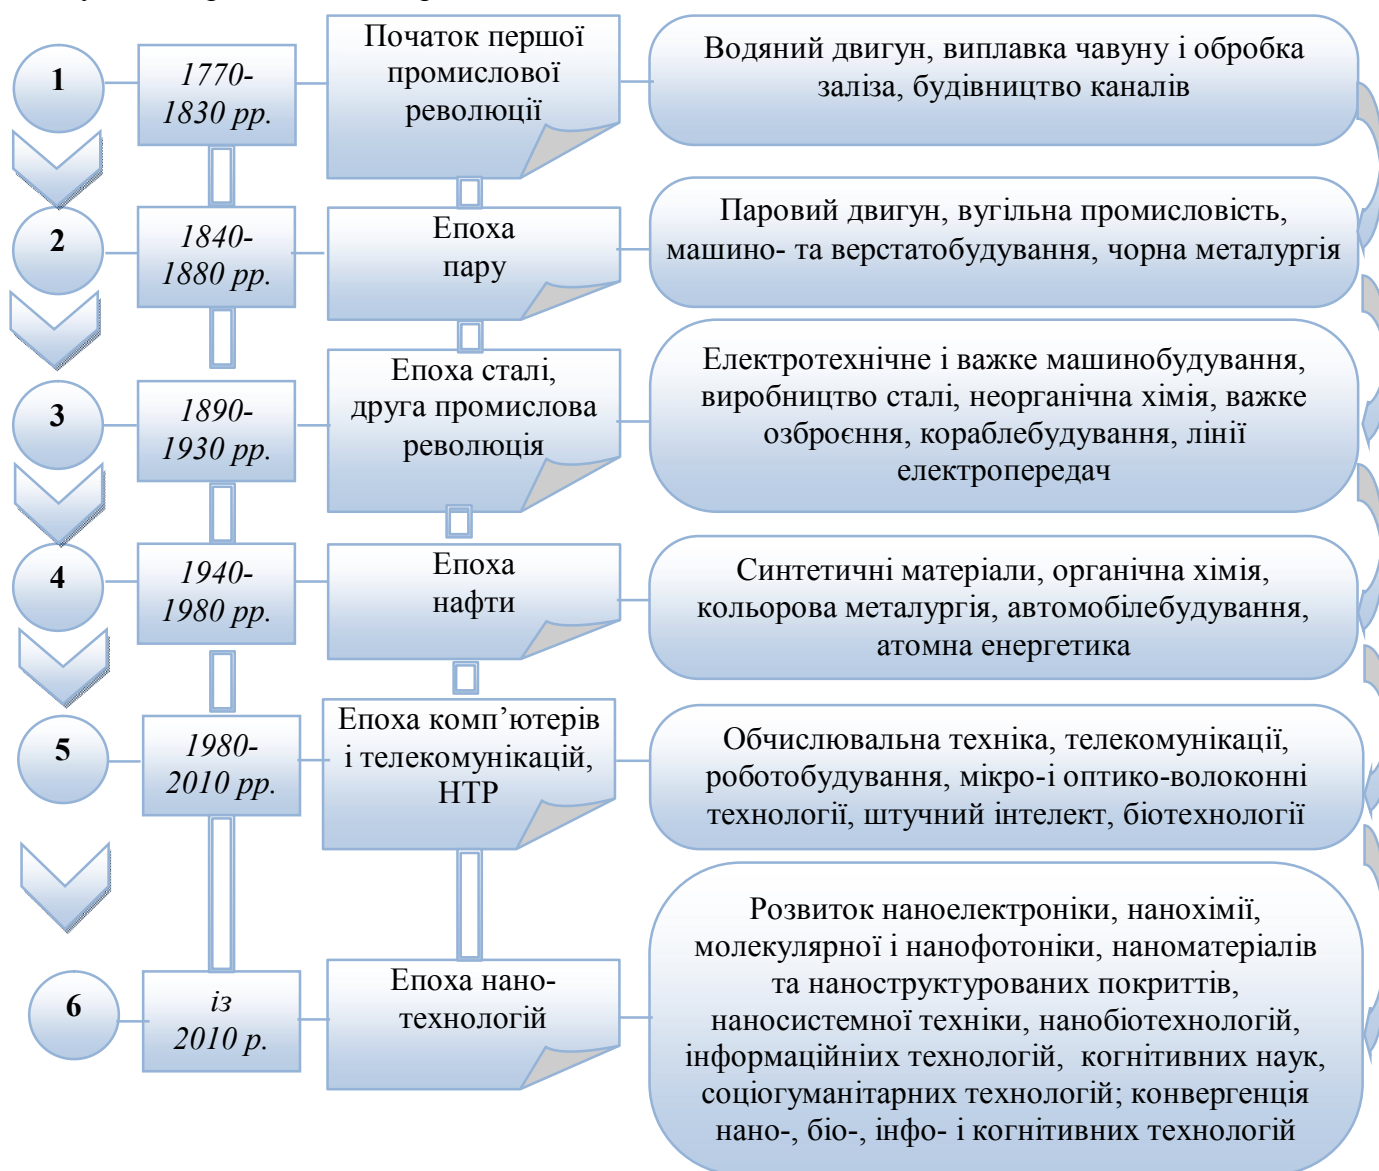 1
1770-
1830 рр.
Початок першої
промислової
революції
Водяний двигун, виплавка чавуну і обробка
заліза, будівництво каналів
2
1840-
1880 рр.
Епоха
пару
Паровий двигун, вугільна промисловість,
машино- та верстатобудування, чорна металургія
3
1890-
1930 рр.
Епоха сталі,
друга промислова
революція
Електротехнічне і важке машинобудування,
виробництво сталі, неорганічна хімія, важке
озброєння, кораблебудування, лінії
електропередач
4
1940-
1980 рр.
Епоха
нафти
Синтетичні матеріали, органічна хімія,
кольорова металургія, автомобілебудування,
атомна енергетика
5
1980-
2010 рр.
Епоха комп’ютерів
і телекомунікацій,
НТР
Обчислювальна техніка, телекомунікації,
роботобудування, мікро-і оптико-волоконні
технології, штучний інтелект, біотехнології
6
із
2010 р.
Епоха нано-
технологій
Розвиток наноелектроніки, нанохімії,
молекулярної і нанофотоніки, наноматеріалів
та наноструктурованих покриттів,
наносистемної техніки, нанобіотехнологій,
інформаційніих технологій, когнітивних наук,
соціогуманітарних технологій; конвергенція
нано-, біо-, інфо- і когнітивних технологій